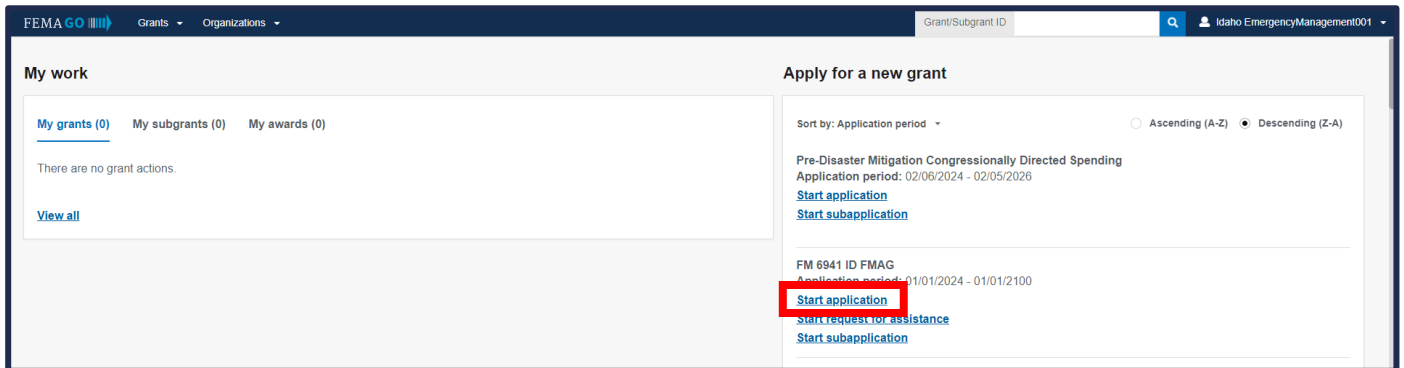 FEMA GO Grants Organizations Grant/Subgrant ID Idaho EmergencyManagement001
My work
My grants (0) My subgrants (0) My awards (0)
There are no grant actions.
View all
Apply for a new grant
Sort by: Application period Ascending (A-Z) Descending (Z-A)
Pre-Disaster Mitigation Congressionally Directed Spending
Application period: 02/06/2024 - 02/05/2026
Start application
Start subapplication
FM 6941 ID FMAG
Application period: 01/01/2024 - 01/01/2100
Start application
Start request for assistance
Start subapplication